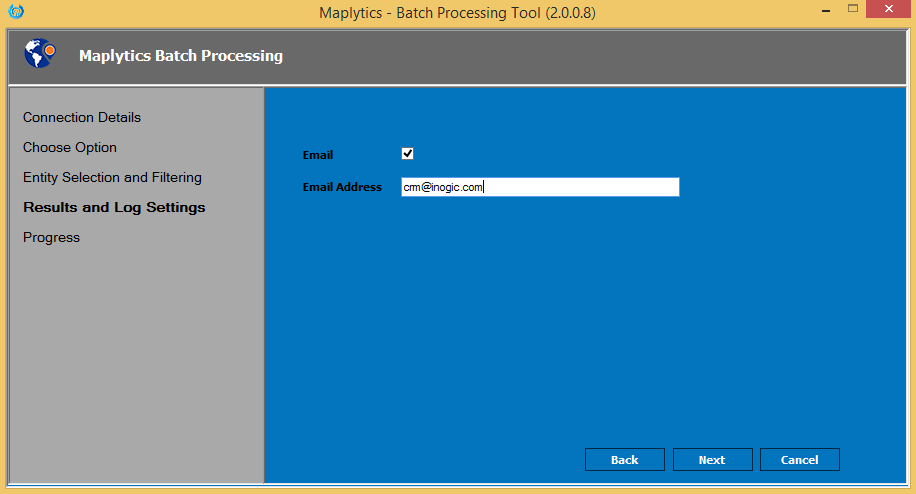 Maplytics - Batch Processing Tool (2.0.0.8)
Maplytics Batch Processing
Connection Details
Choose Option
Entity Selection and Filtering
Results and Log Settings
Progress
Email
Email Address crm@inogic.com
Back Next Cancel